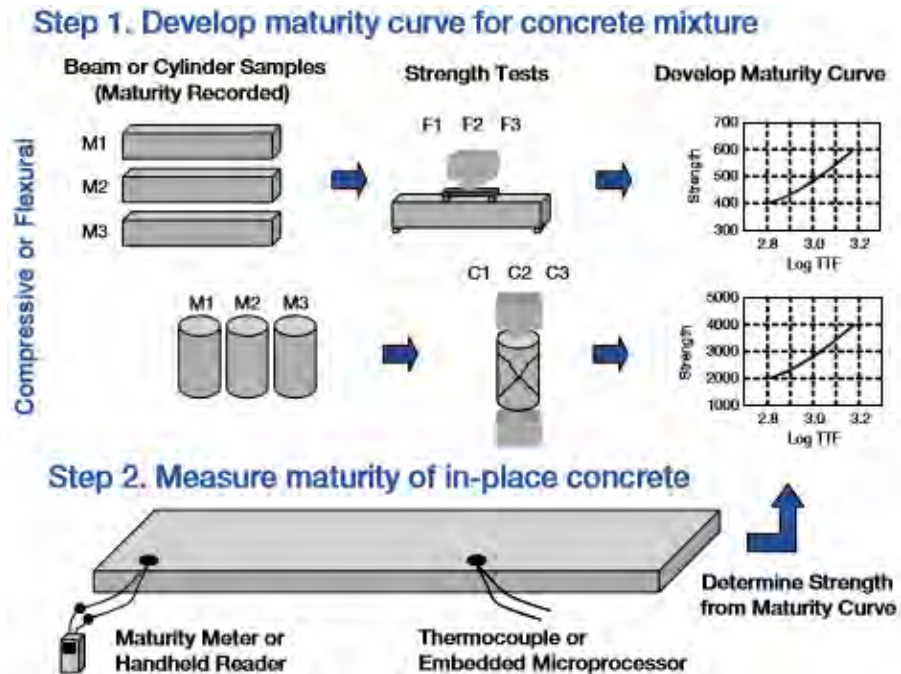 Step 1. Develop maturity curve for concrete mixture
Beam or Cylinder Samples
(Maturity Recorded)
Strength Tests
Develop Maturity Curve
Compressive or Flexural
M1
M2
M3
F1 F2 F3
Strength
700
600
500
400
300
2.8 3.0 3.2
Log TTF
M1 M2 M3
C1 C2 C3
Strength
5000
4000
3000
2000
1000
2.8 3.0 3.2
Log TTF
Step 2. Measure maturity of in-place concrete
Maturity Meter or
Handheld Reader
Thermocouple or
Embedded Microprocessor
Determine Strength
from Maturity Curve